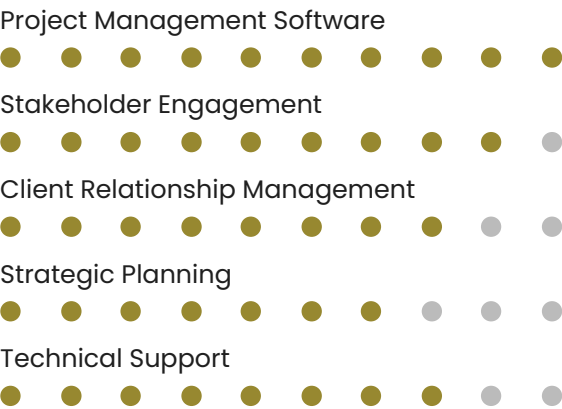 Project Management Software
Stakeholder Engagement
Client Relationship Management
Strategic Planning
Technical Support